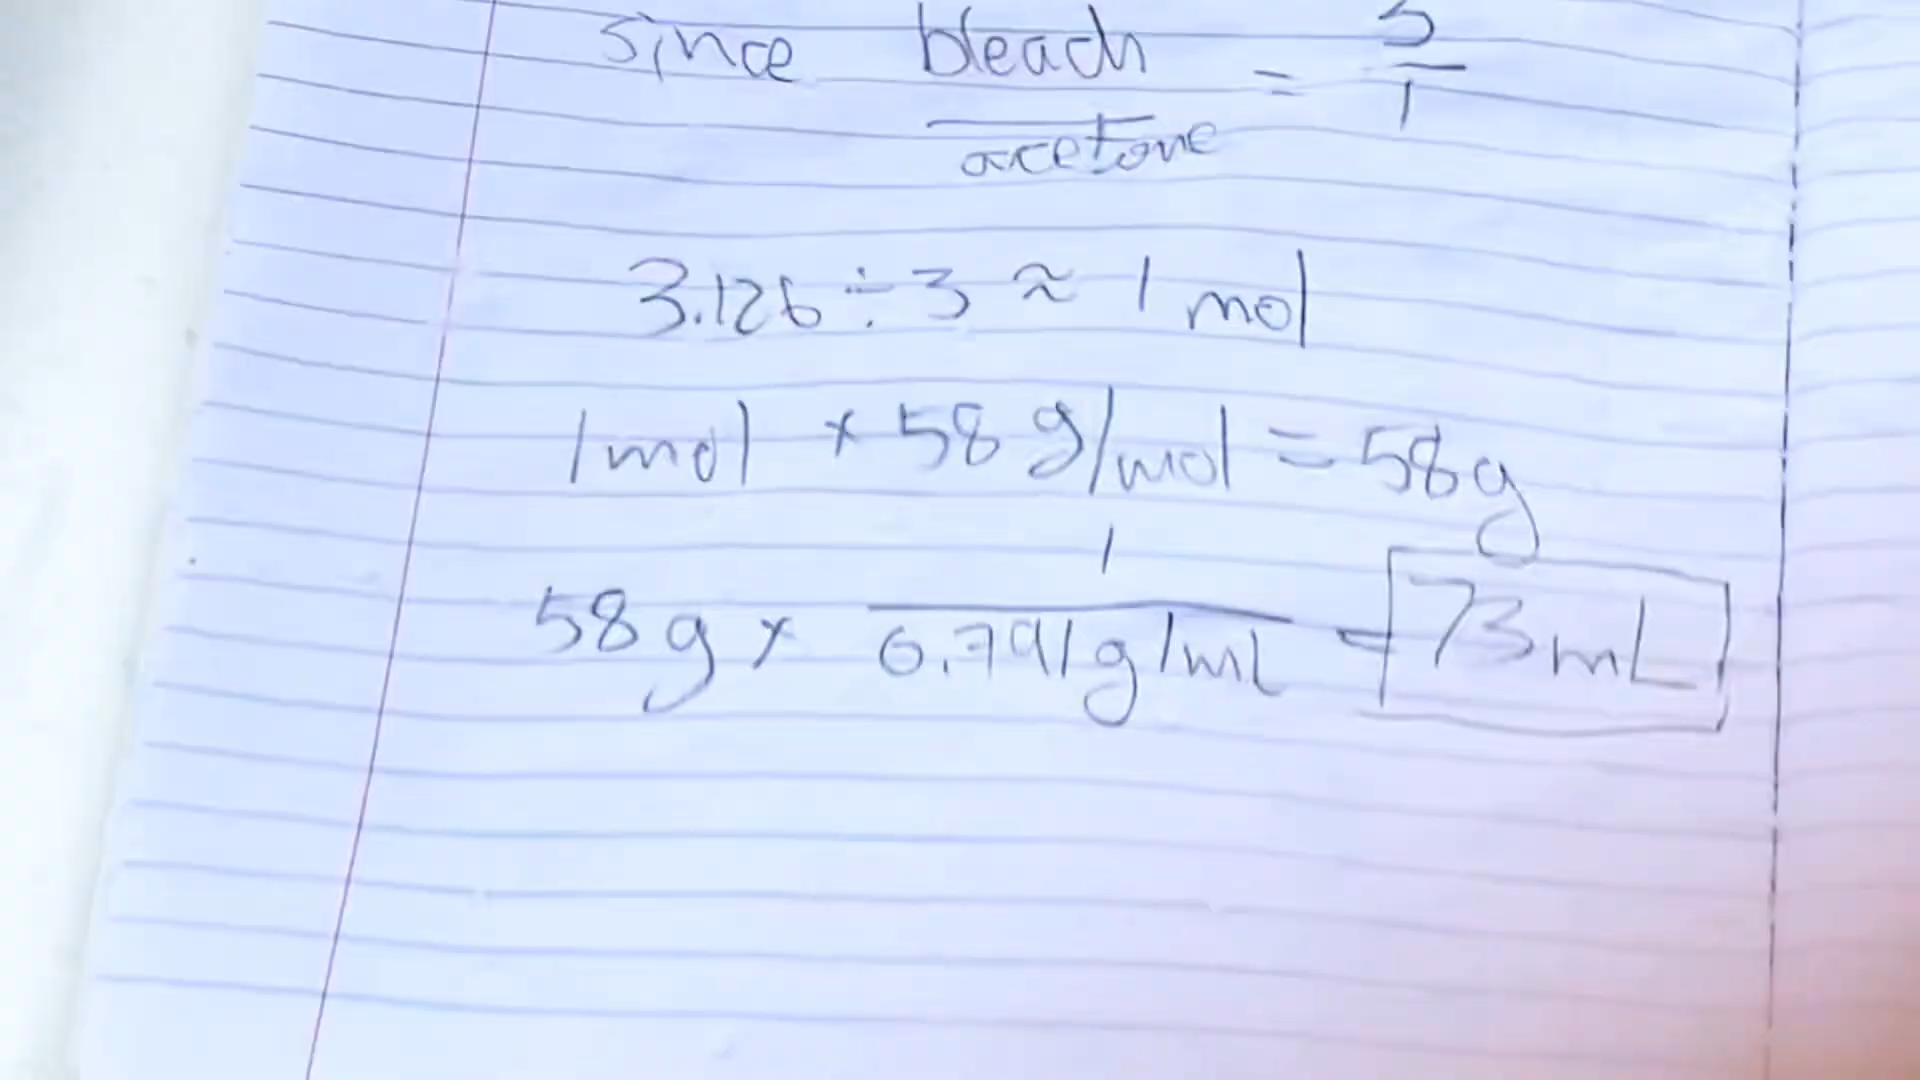 since bleach/acetone = 3/1
3.126 ÷ 3 ≈ 1 mol
1mol × 58 g/mol = 58g
58g × 1/0.791g/mL = 73mL